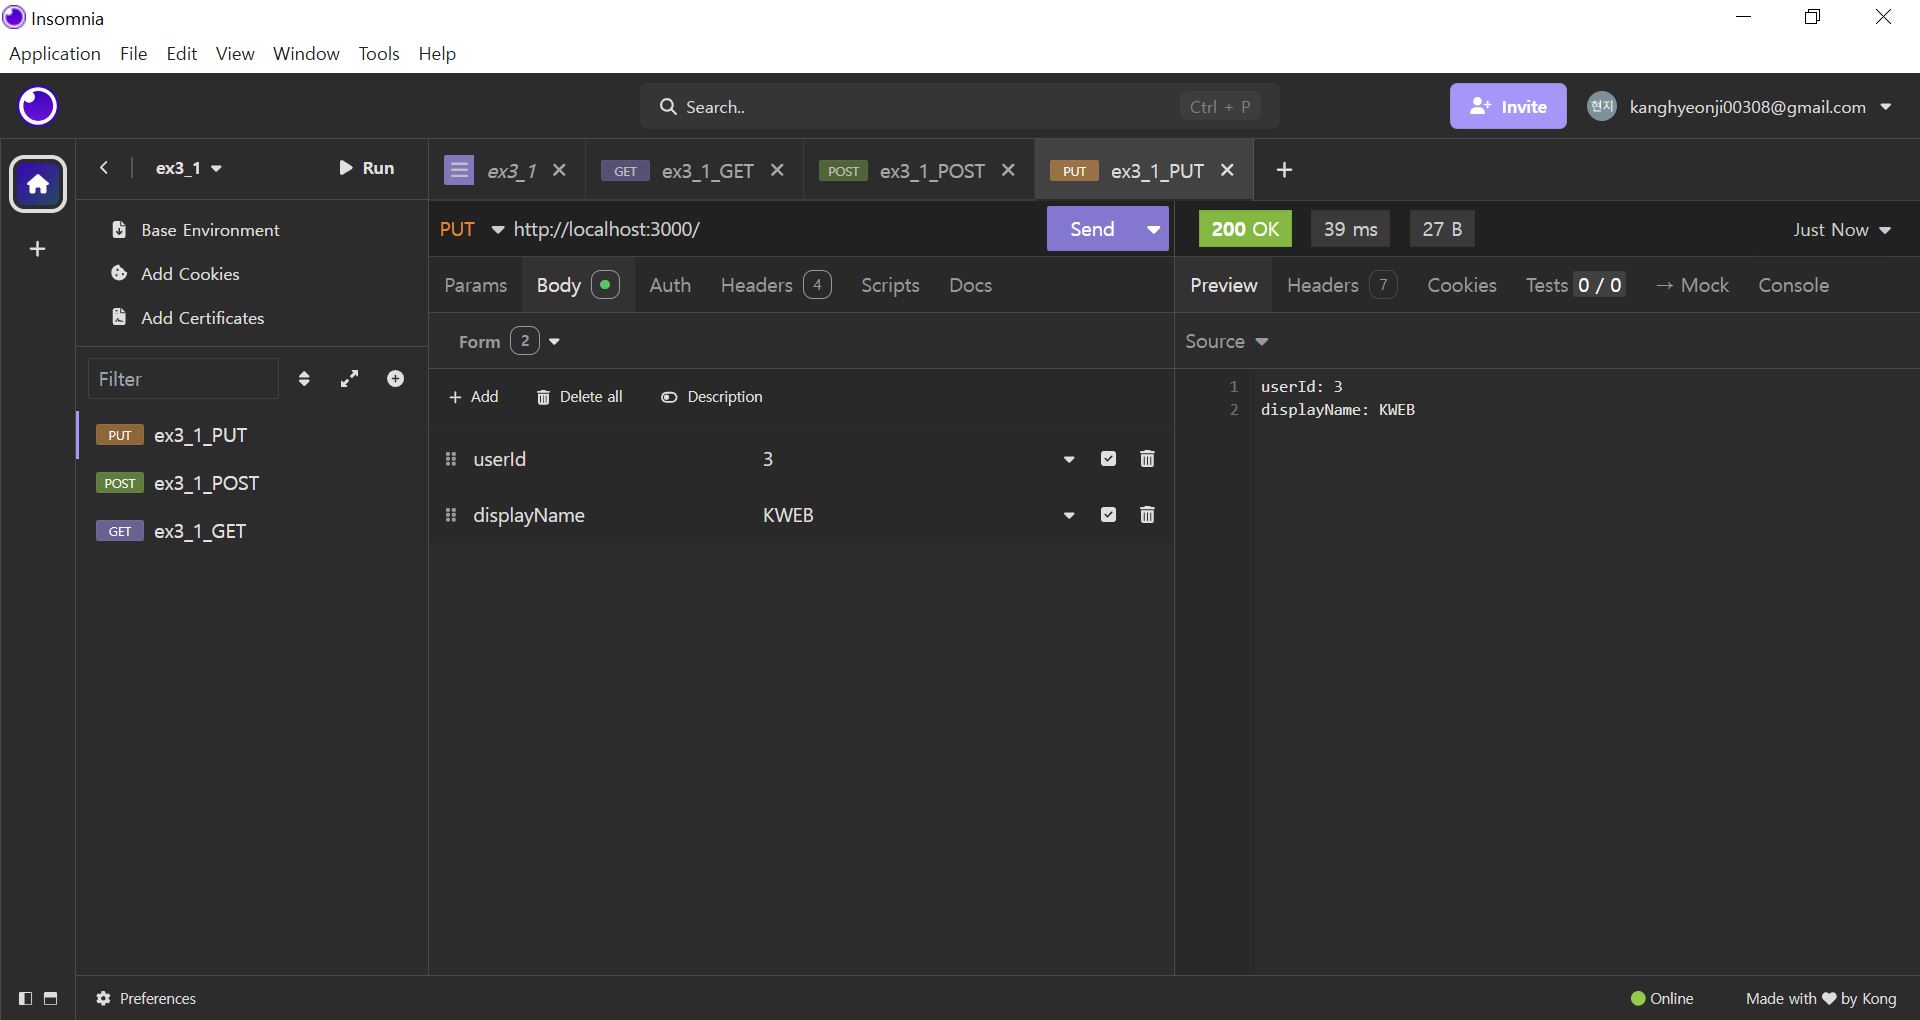 Insomnia
Application File Edit View Window Tools Help
Search.. Ctrl + P Invite 현지 kanghyeonji00308@gmail.com
ex3_1 Run ex3_1 GET ex3_1_GET POST ex3_1_POST PUT ex3_1_PUT
Base Environment
Add Cookies
Add Certificates
Filter
PUT ex3_1_PUT
POST ex3_1_POST
GET ex3_1_GET
PUT http://localhost:3000/ Send
Params Body Auth Headers 4 Scripts Docs
Form 2
Add Delete all Description
userId 3
displayName KWEB
200 OK 39 ms 27 B Just Now
Preview Headers 7 Cookies Tests 0 / 0 → Mock Console
Source
1 userId: 3
2 displayName: KWEB
Preferences Online Made with ♥ by Kong